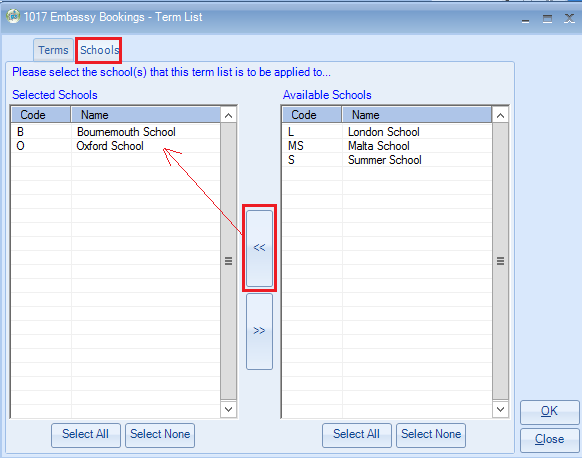 1017 Embassy Bookings - Term List
Terms Schools
Please select the school(s) that this term list is to be applied to...
Selected Schools
Code Name
B Bournemouth School
O Oxford School
<<
>>
Select All Select None
Available Schools
Code Name
L London School
MS Malta School
S Summer School
Select All Select None
OK
Close